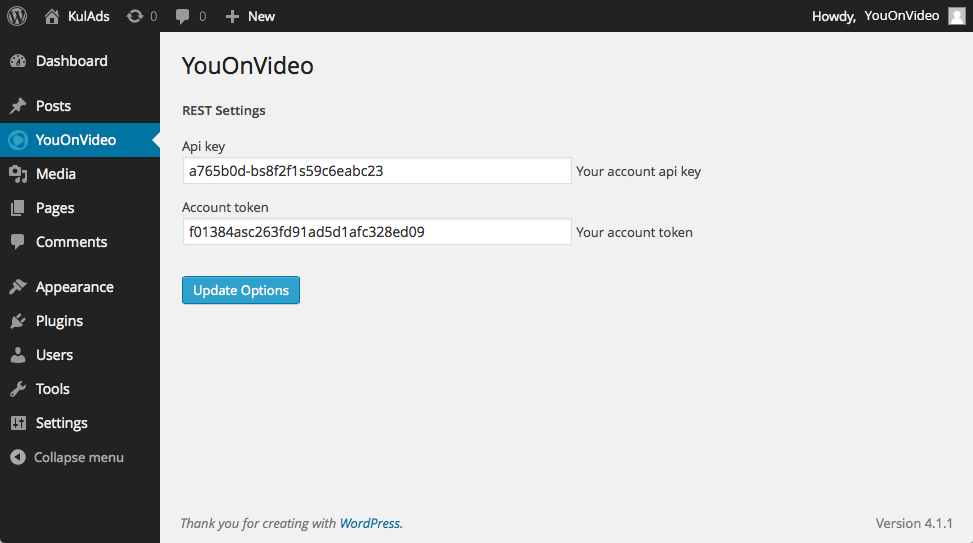 KulAds 0 0 New Howdy, YouOnVideo
Dashboard
Posts
YouOnVideo
Media
Pages
Comments
Appearance
Plugins
Users
Tools
Settings
Collapse menu
YouOnVideo
REST Settings
Api key
a765b0d-bs8f2f1s59c6eabc23 Your account api key
Account token
f01384asc263fd91ad5d1afc328ed09 Your account token
Update Options
Thank you for creating with WordPress. Version 4.1.1